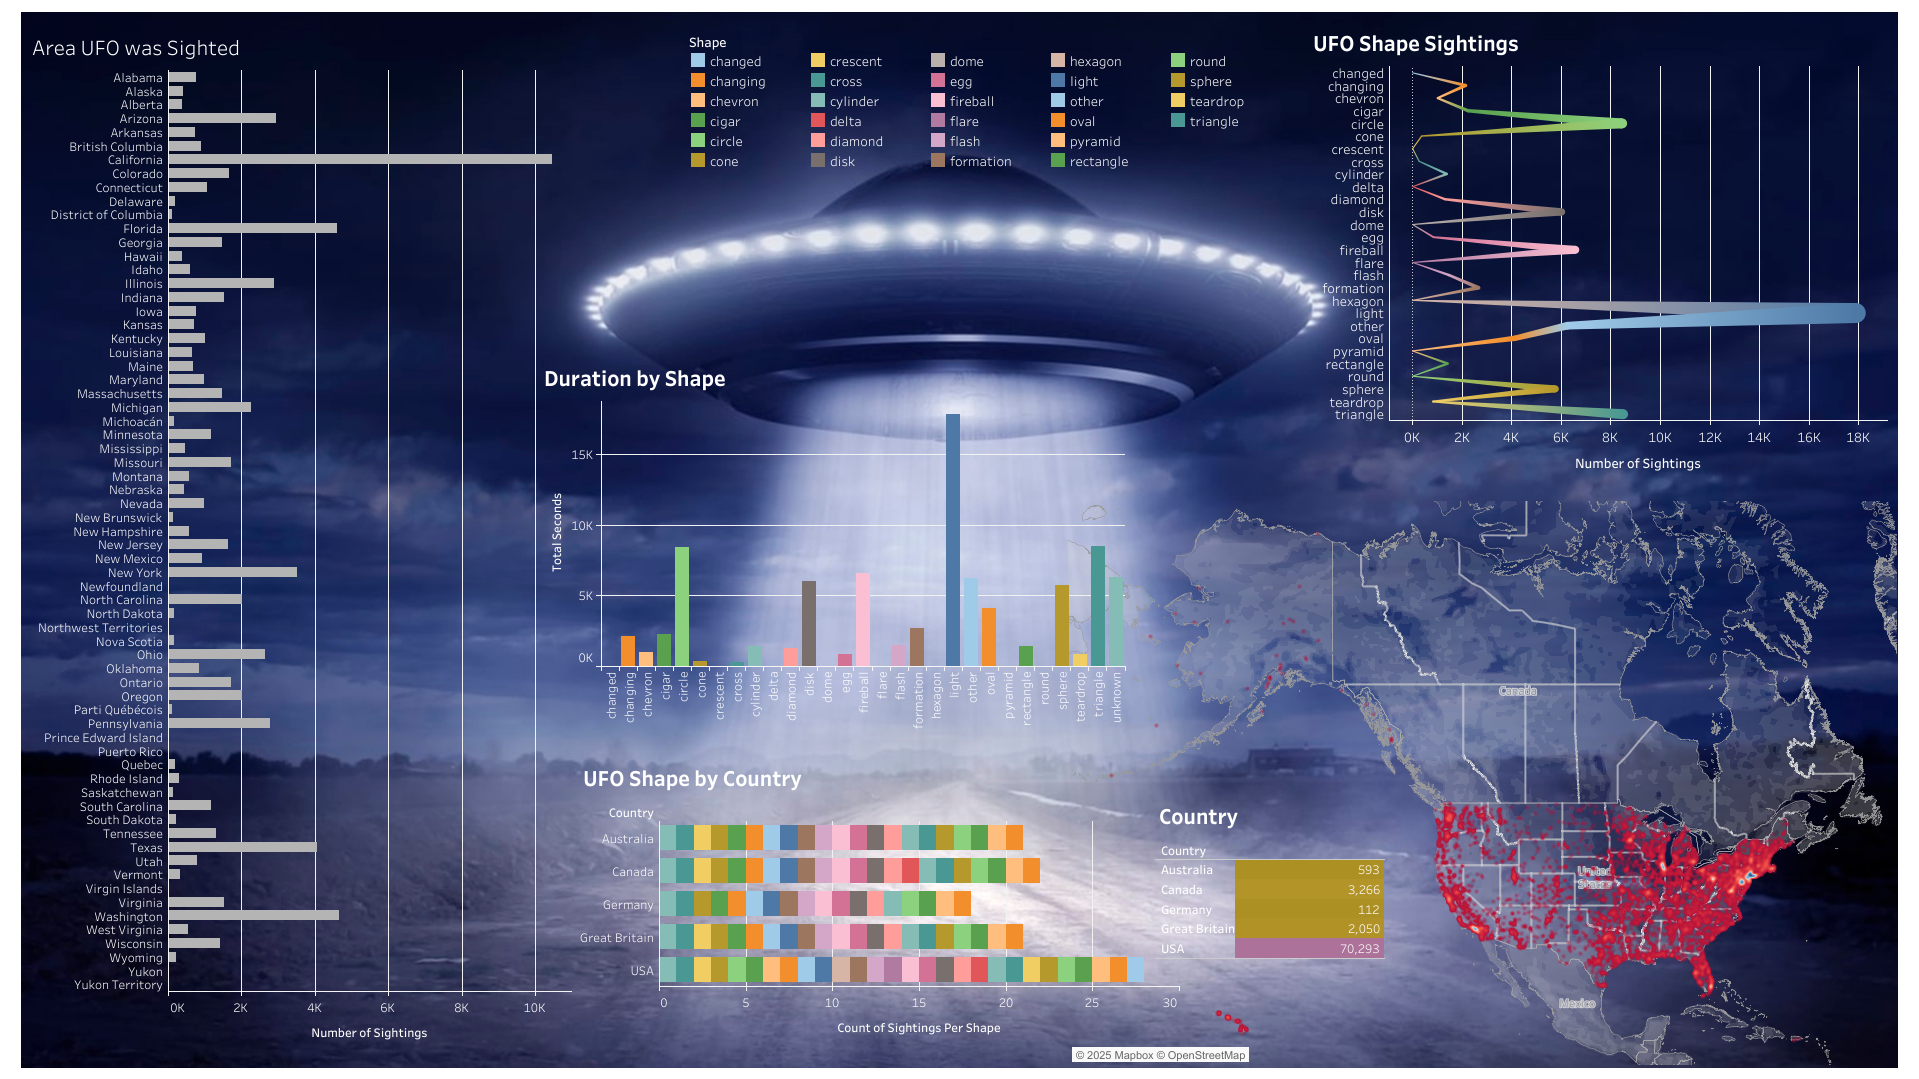 Area UFO was Sighted
Alabama
Alaska
Alberta
Arizona
Arkansas
British Columbia
California
Colorado
Connecticut
Delaware
District of Columbia
Florida
Georgia
Hawaii
Idaho
Illinois
Indiana
Iowa
Kansas
Kentucky
Louisiana
Maine
Maryland
Massachusetts
Michigan
Michoacán
Minnesota
Mississippi
Missouri
Montana
Nebraska
Nevada
New Brunswick
New Hampshire
New Jersey
New Mexico
New York
Newfoundland
North Carolina
North Dakota
Northwest Territories
Nova Scotia
Ohio
Oklahoma
Ontario
Oregon
Parti Québécois
Pennsylvania
Prince Edward Island
Puerto Rico
Quebec
Rhode Island
Saskatchewan
South Carolina
South Dakota
Tennessee
Texas
Utah
Vermont
Virgin Islands
Virginia
Washington
West Virginia
Wisconsin
Wyoming
Yukon
Yukon Territory
0K 2K 4K 6K 8K 10K
Number of Sightings
Shape
changed crescent dome hexagon round
changing cross egg light sphere
chevron cylinder fireball other teardrop
cigar delta flare oval triangle
circle diamond flash pyramid
cone disk formation rectangle
UFO Shape Sightings
changed
changing
chevron
cigar
circle
cone
crescent
cross
cylinder
delta
diamond
disk
dome
egg
fireball
flare
flash
formation
hexagon
light
other
oval
pyramid
rectangle
round
sphere
teardrop
triangle
0K 2K 4K 6K 8K 10K 12K 14K 16K 18K
Number of Sightings
Duration by Shape
Total Seconds
15K
10K
5K
0K
changed
changing
chevron
cigar
circle
cone
crescent
cross
cylinder
delta
diamond
disk
dome
egg
fireball
flare
flash
formation
hexagon
light
other
oval
pyramid
rectangle
round
sphere
teardrop
triangle
unknown
UFO Shape by Country
Country
Australia
Canada
Germany
Great Britain
USA
0 5 10 15 20 25 30
Count of Sightings Per Shape
Country
Country
Australia 593
Canada 3,266
Germany 112
Great Britain 2,050
USA 70,293
Canada
United
States
Mexico
© 2025 Mapbox © OpenStreetMap